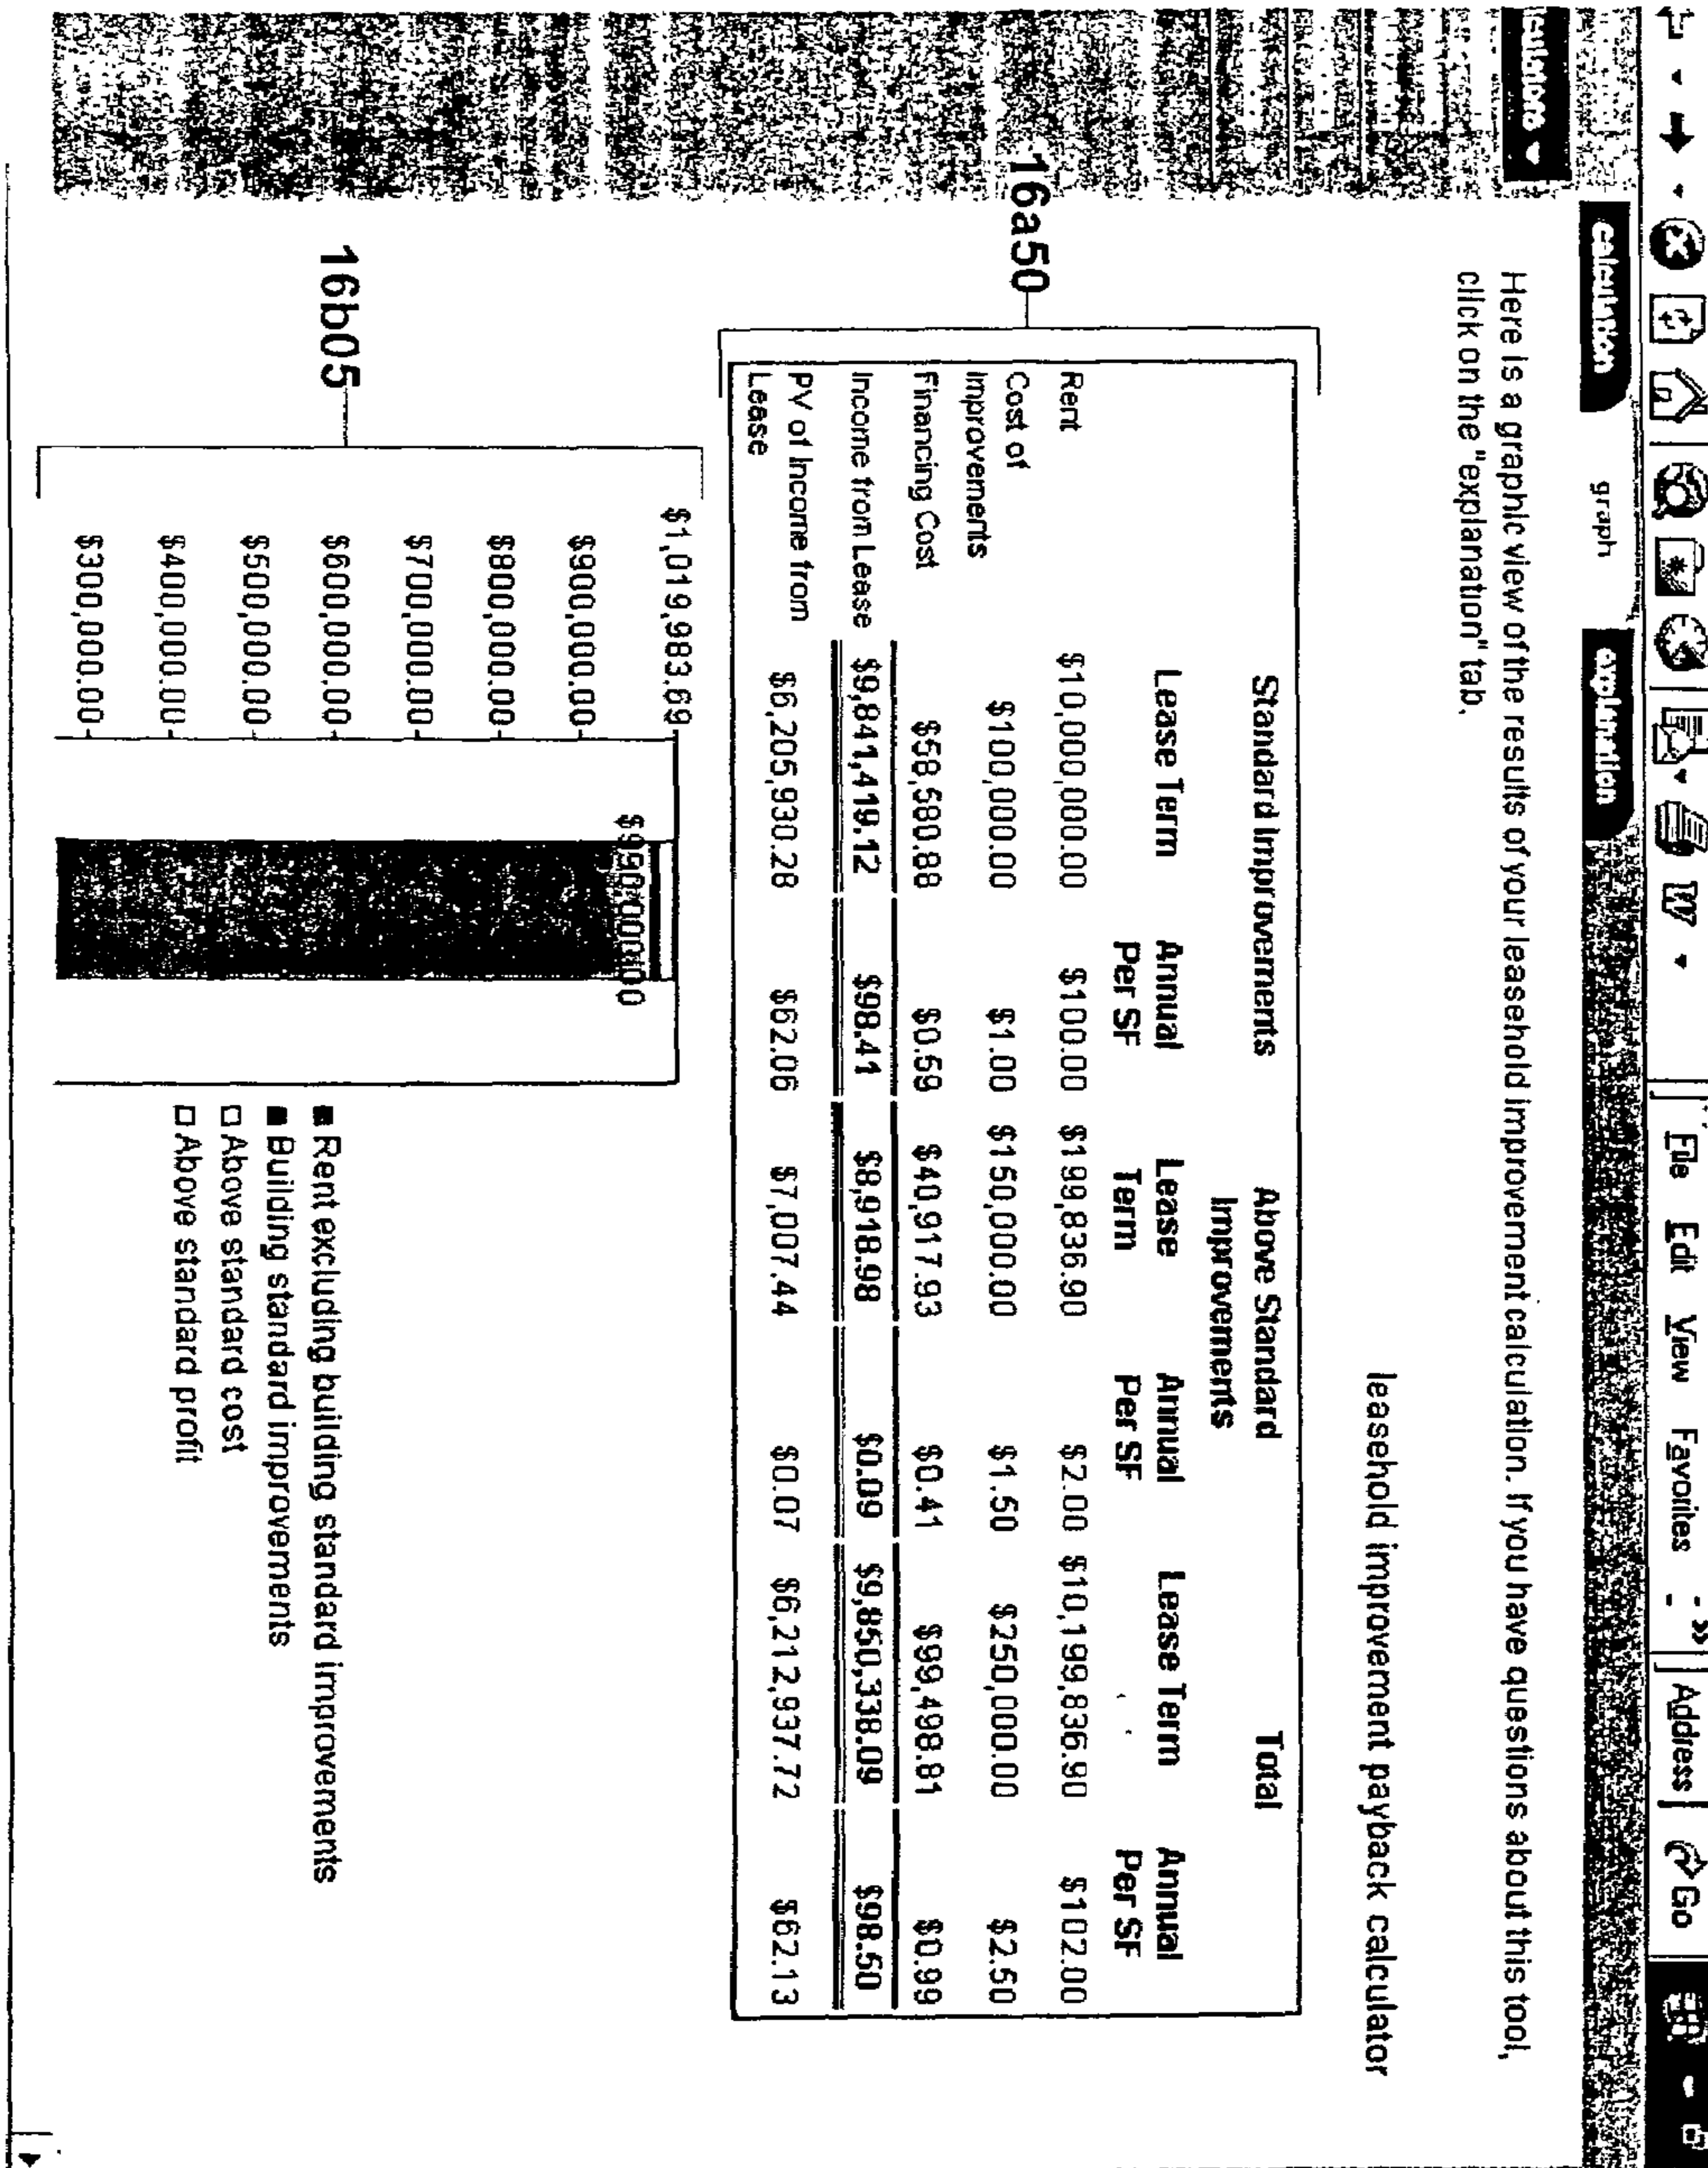 File Edit View Favorites » Address Go
calculation graph explanation
Here is a graphic view of the results of your leasehold improvement calculation. If you have questions about this tool,
click on the "explanation" tab.
leasehold improvement payback calculator
16a50
Standard Improvements Above Standard Improvements Total
Lease Term Annual Per SF Lease Term Annual Per SF Lease Term Annual Per SF
Rent $10,000,000.00 $100.00 $199,836.90 $2.00 $10,199,836.90 $102.00
Cost of
Improvements $100,000.00 $1.00 $150,000.00 $1.50 $250,000.00 $2.50
Financing Cost $58,580.88 $0.59 $40,917.93 $0.41 $99,498.81 $0.99
Income from Lease $9,841,419.12 $98.41 $8,918.98 $0.09 $9,850,338.09 $98.50
PV of Income from
Lease $6,205,930.28 $62.06 $7,007.44 $0.07 $6,212,937.72 $62.13
16b05
$1,019,983.69
$900,000.00
$800,000.00
$700,000.00
$600,000.00
$500,000.00
$400,000.00
$300,000.00
Rent excluding building standard improvements
Building standard improvements
Above standard cost
Above standard profit